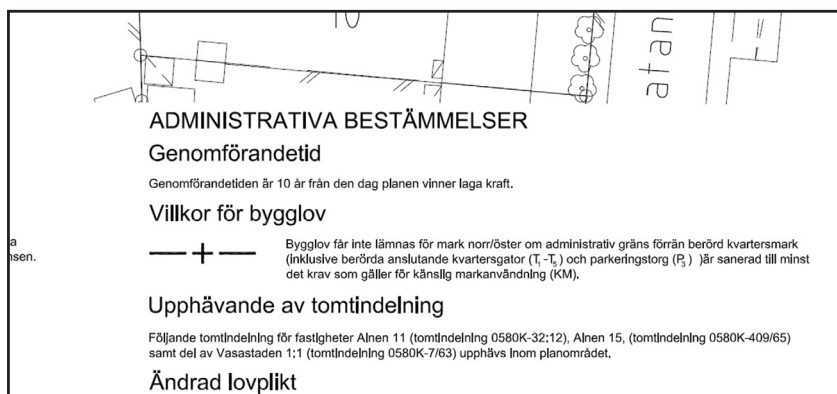 atan
ADMINISTRATIVA BESTÄMMELSER
Genomförandetid
Genomförandetiden är 10 år från den dag planen vinner laga kraft.
Villkor för bygglov
a
nsen.
Bygglov får inte lämnas för mark norr/öster om administrativ gräns förrän berörd kvartersmark
(inklusive berörda anslutande kvartersgator (T₁-T₅) och parkeringstorg (P₃) )är sanerad till minst
det krav som gäller för känslig markanvändning (KM).
Upphävande av tomtindelning
Följande tomtindelning för fastigheter Alnen 11 (tomtindelning 0580K-32;12), Alnen 15, (tomtindelning 0580K-409/65)
samt del av Vasastaden 1:1 (tomtindelning 0580K-7/63) upphävs inom planområdet.
Ändrad lovplikt